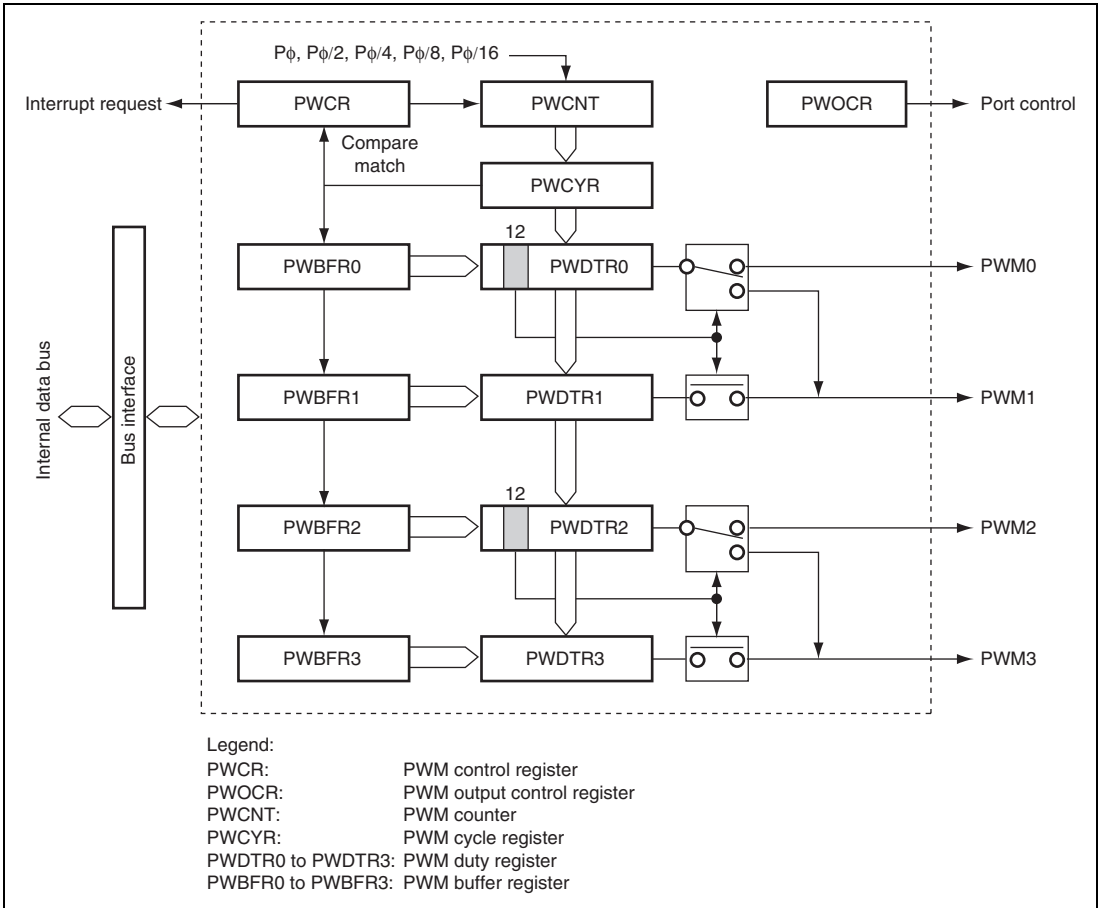 Pϕ, Pϕ/2, Pϕ/4, Pϕ/8, Pϕ/16
Interrupt request
PWCR
PWCNT
PWOCR
Port control
Compare
match
PWCYR
12
PWBFR0
PWDTR0
PWM0
Internal data bus
Bus interface
PWBFR1
PWDTR1
PWM1
12
PWBFR2
PWDTR2
PWM2
PWBFR3
PWDTR3
PWM3
Legend:
PWCR: PWM control register
PWOCR: PWM output control register
PWCNT: PWM counter
PWCYR: PWM cycle register
PWDTR0 to PWDTR3: PWM duty register
PWBFR0 to PWBFR3: PWM buffer register